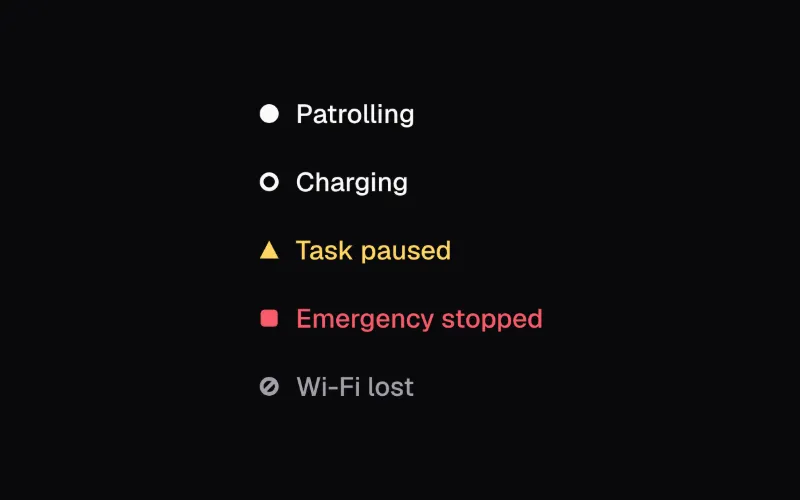 Patrolling
Charging
Task paused
Emergency stopped
Wi-Fi lost